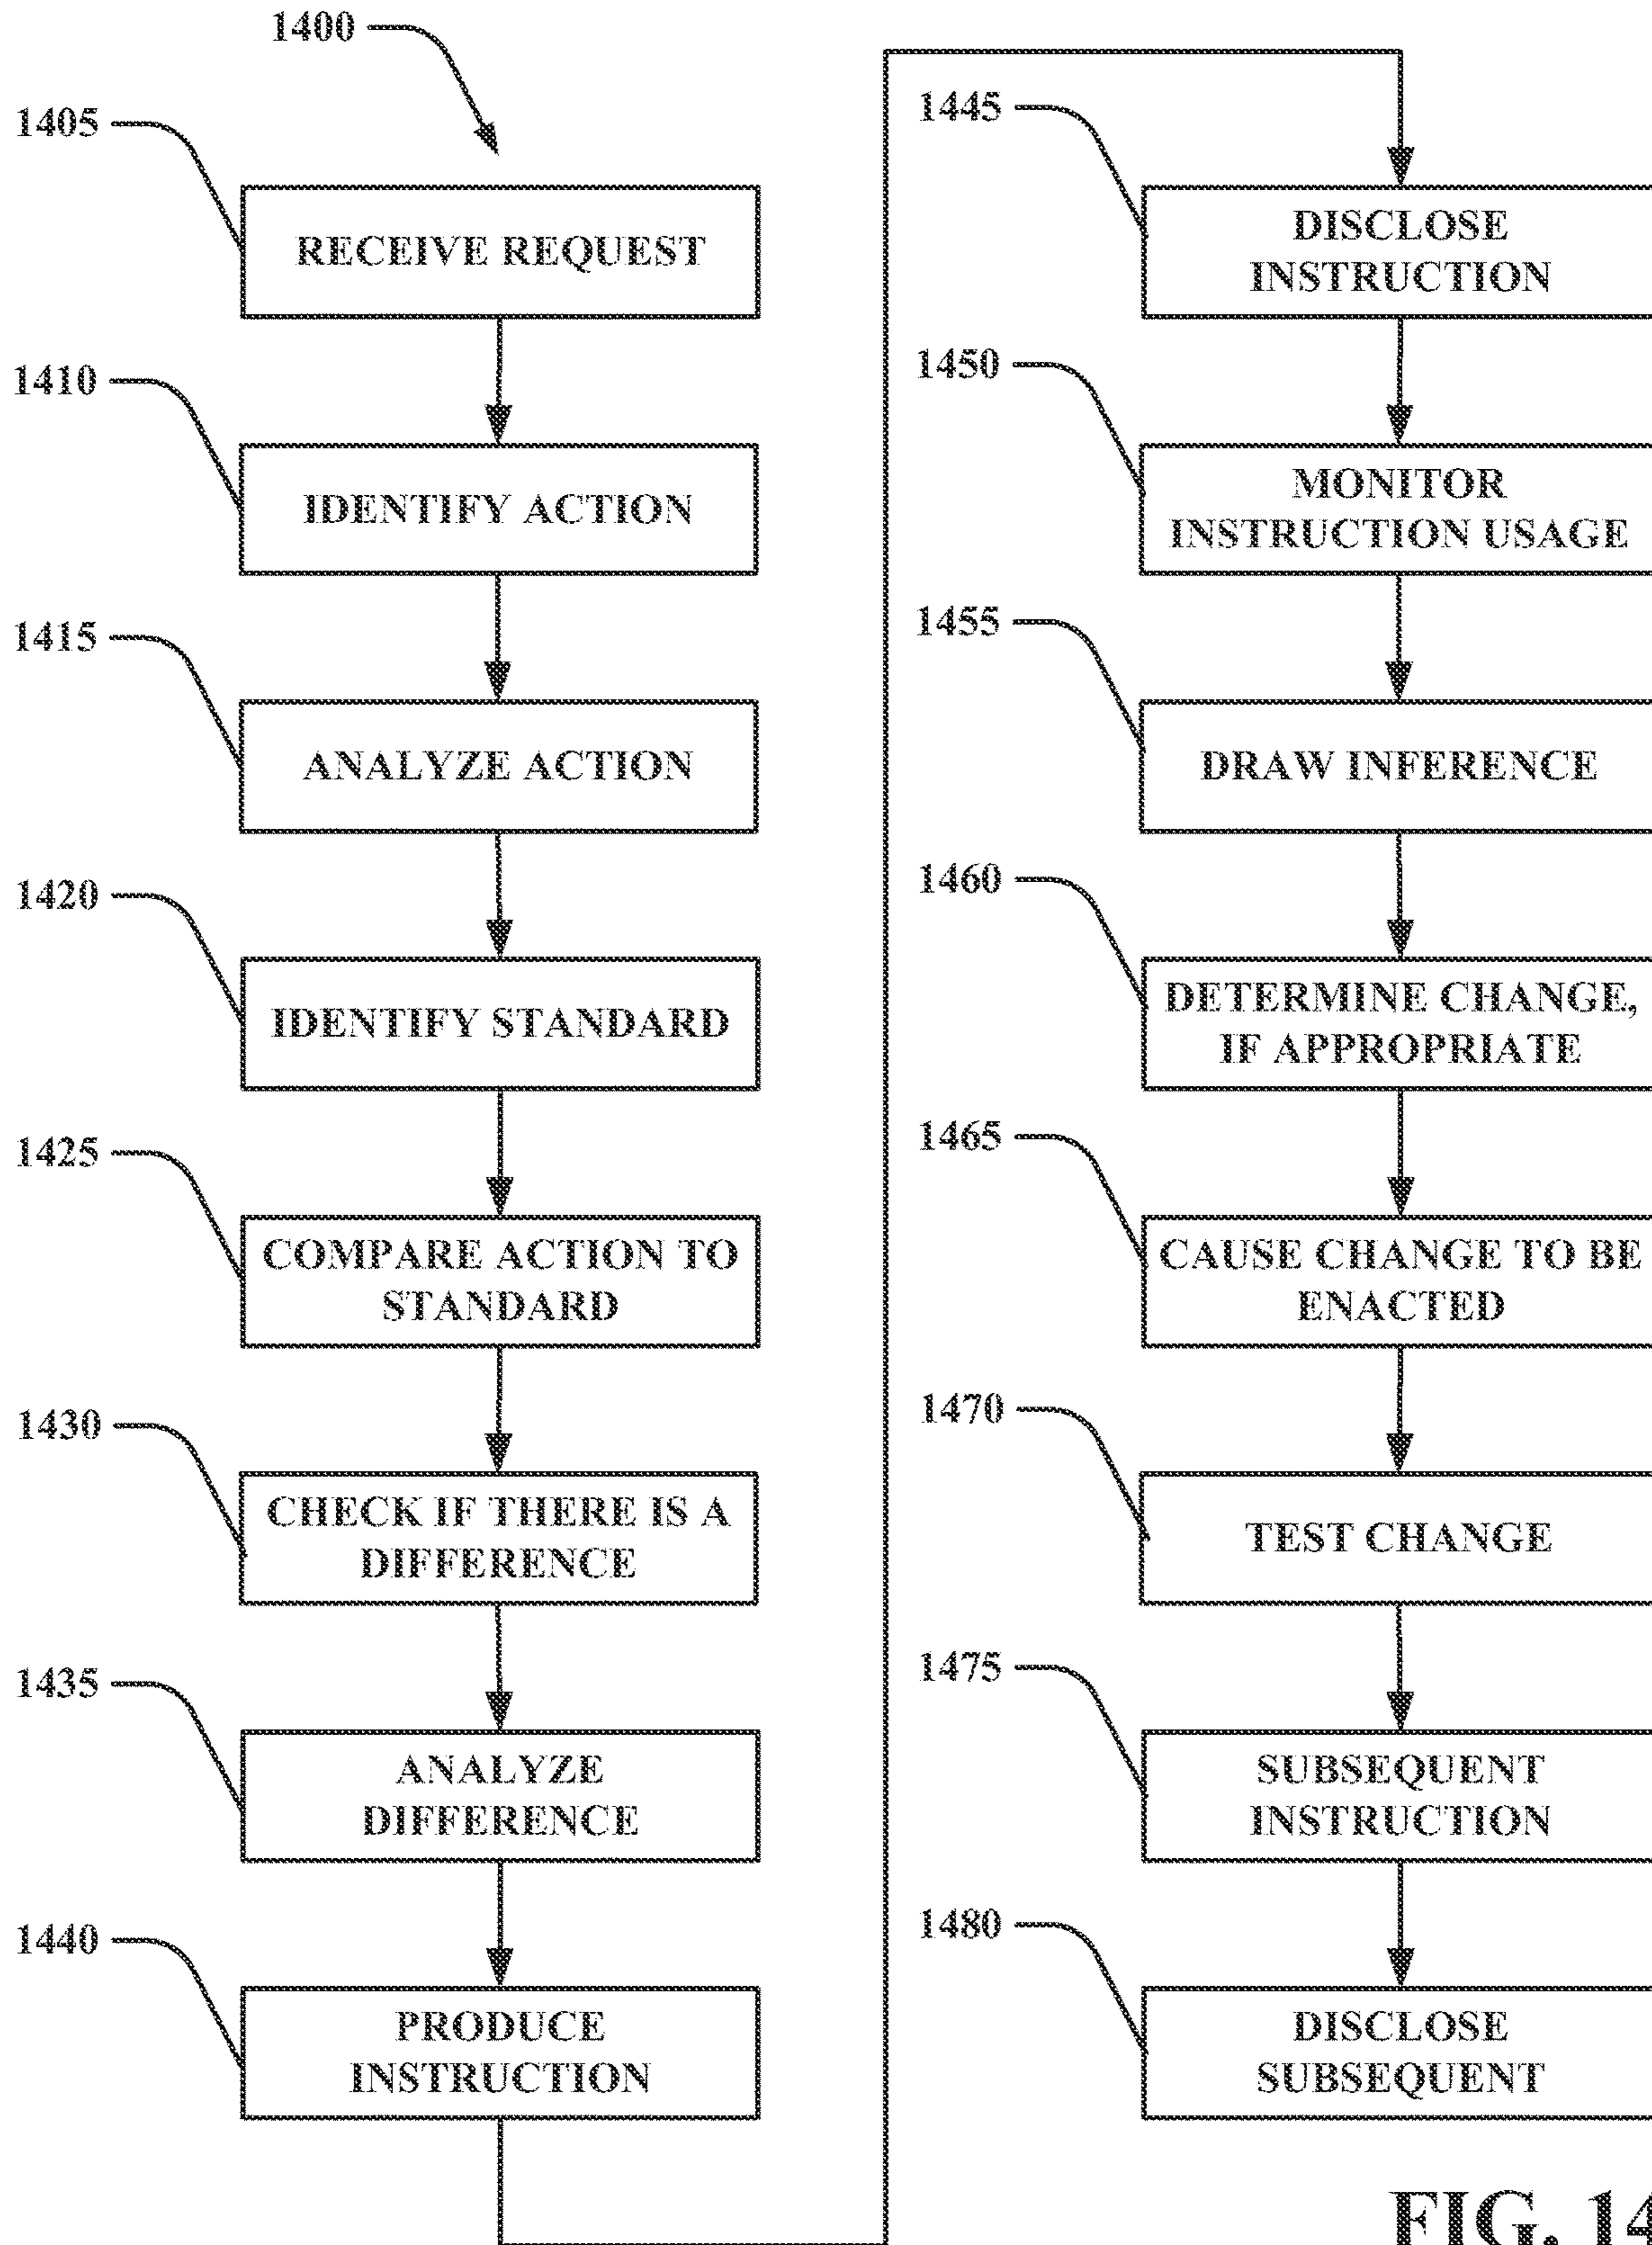 1400
1405
RECEIVE REQUEST
1410
IDENTIFY ACTION
1415
ANALYZE ACTION
1420
IDENTIFY STANDARD
1425
COMPARE ACTION TO
STANDARD
1430
CHECK IF THERE IS A
DIFFERENCE
1435
ANALYZE
DIFFERENCE
1440
PRODUCE
INSTRUCTION
1445
DISCLOSE
INSTRUCTION
1450
MONITOR
INSTRUCTION USAGE
1455
DRAW INFERENCE
1460
DETERMINE CHANGE,
IF APPROPRIATE
1465
CAUSE CHANGE TO BE
ENACTED
1470
TEST CHANGE
1475
SUBSEQUENT
INSTRUCTION
1480
DISCLOSE
SUBSEQUENT
FIG. 14